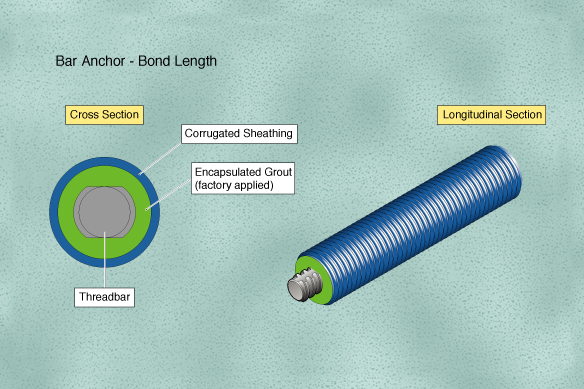 Bar Anchor - Bond Length
Cross Section
Longitudinal Section
Corrugated Sheathing
Encapsulated Grout
(factory applied)
Threadbar